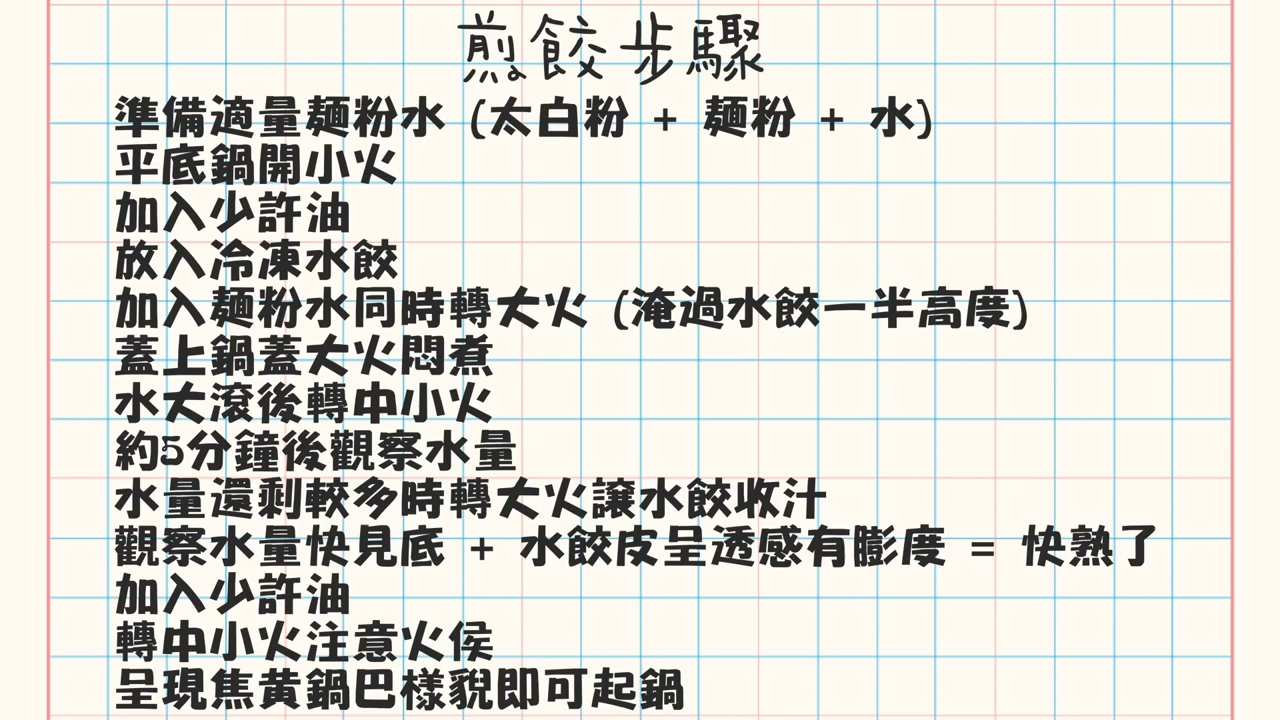 煎餃步驟
準備適量麵粉水 (太白粉 + 麵粉 + 水)
平底鍋開小火
加入少許油
放入冷凍水餃
加入麵粉水同時轉大火 (淹過水餃一半高度)
蓋上鍋蓋大火悶煮
水大滾後轉中小火
約5分鐘後觀察水量
水量還剩較多時轉大火讓水餃收汁
觀察水量快見底 + 水餃皮呈透感有膨度 = 快熟了
加入少許油
轉中小火注意火侯
呈現焦黃鍋巴樣貌即可起鍋